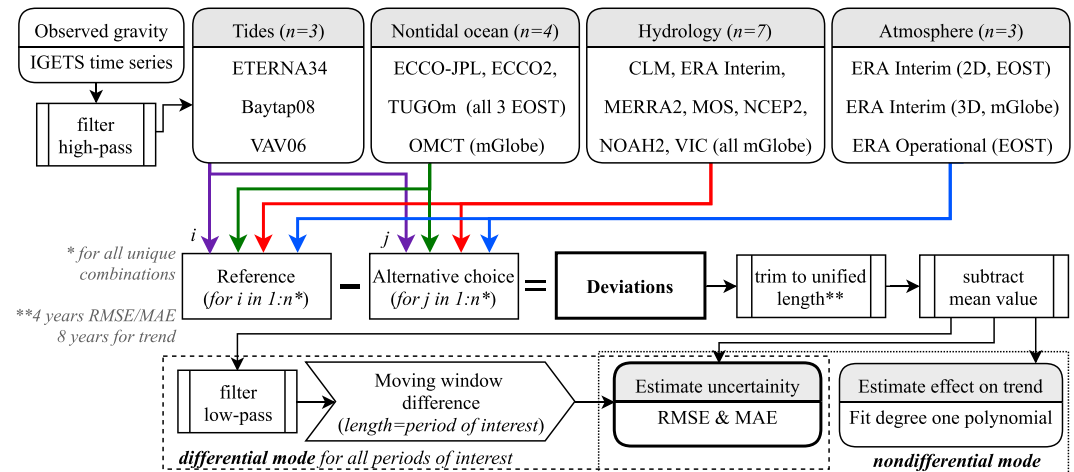 Observed gravity
IGETS time series
filter
high-pass
Tides (n=3)
ETERNA34
Baytap08
VAV06
Nontidal ocean (n=4)
ECCO-JPL, ECCO2,
TUGOm (all 3 EOST)
OMCT (mGlobe)
Hydrology (n=7)
CLM, ERA Interim,
MERRA2, MOS, NCEP2,
NOAH2, VIC (all mGlobe)
Atmosphere (n=3)
ERA Interim (2D, EOST)
ERA Interim (3D, mGlobe)
ERA Operational (EOST)
i
j
* for all unique
combinations
**4 years RMSE/MAE
8 years for trend
Reference
(for i in 1:n*)
−
Alternative choice
(for j in 1:n*)
=
Deviations
trim to unified
length**
subtract
mean value
filter
low-pass
Moving window
difference
(length=period of interest)
Estimate uncertainity
RMSE & MAE
Estimate effect on trend
Fit degree one polynomial
differential mode for all periods of interest
nondifferential mode